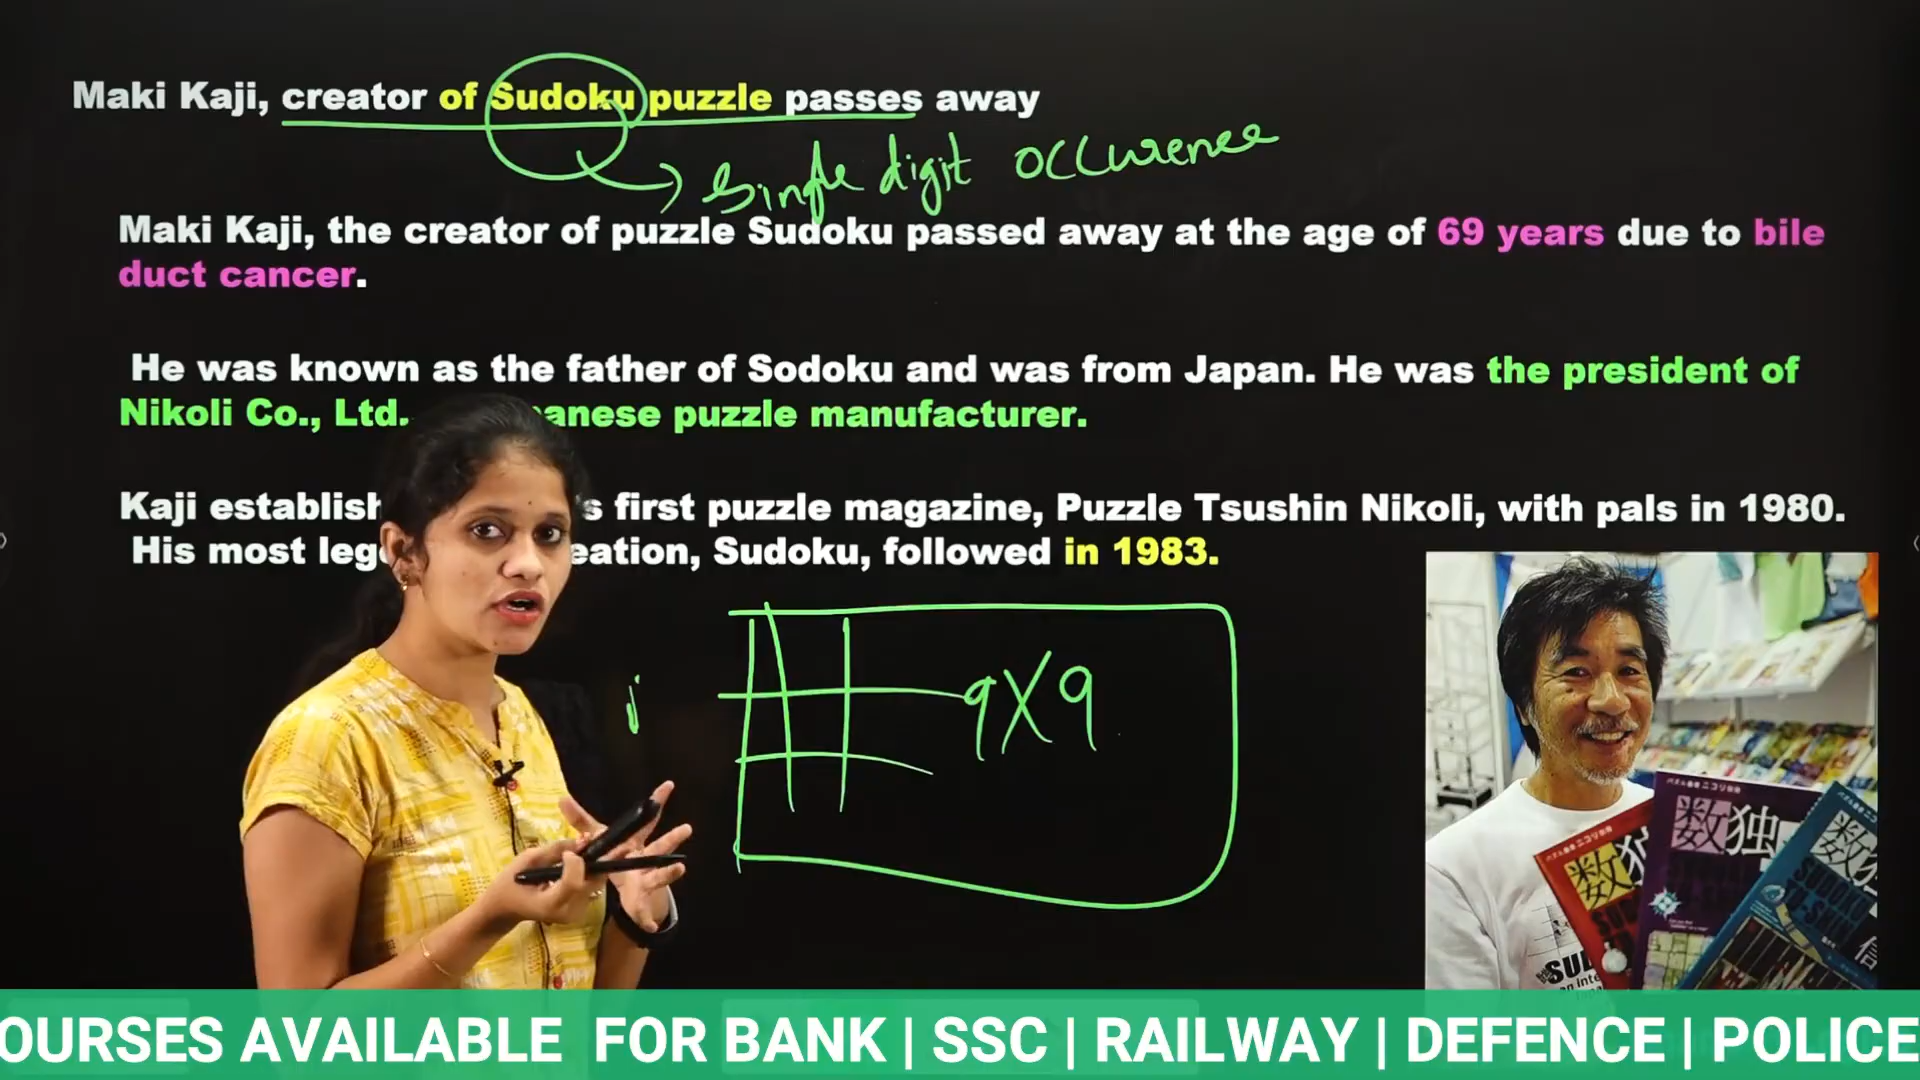 Maki Kaji, creator of Sudoku puzzle passes away
Single digit occurence
Maki Kaji, the creator of puzzle Sudoku passed away at the age of 69 years due to bile
duct cancer.
He was known as the father of Sodoku and was from Japan. He was the president of
Nikoli Co., Ltd. anese puzzle manufacturer.
Kaji establish s first puzzle magazine, Puzzle Tsushin Nikoli, with pals in 1980.
His most leg eation, Sudoku, followed in 1983.
9X9
数独
数独
数
OURSES AVAILABLE FOR BANK | SSC | RAILWAY | DEFENCE | POLICE